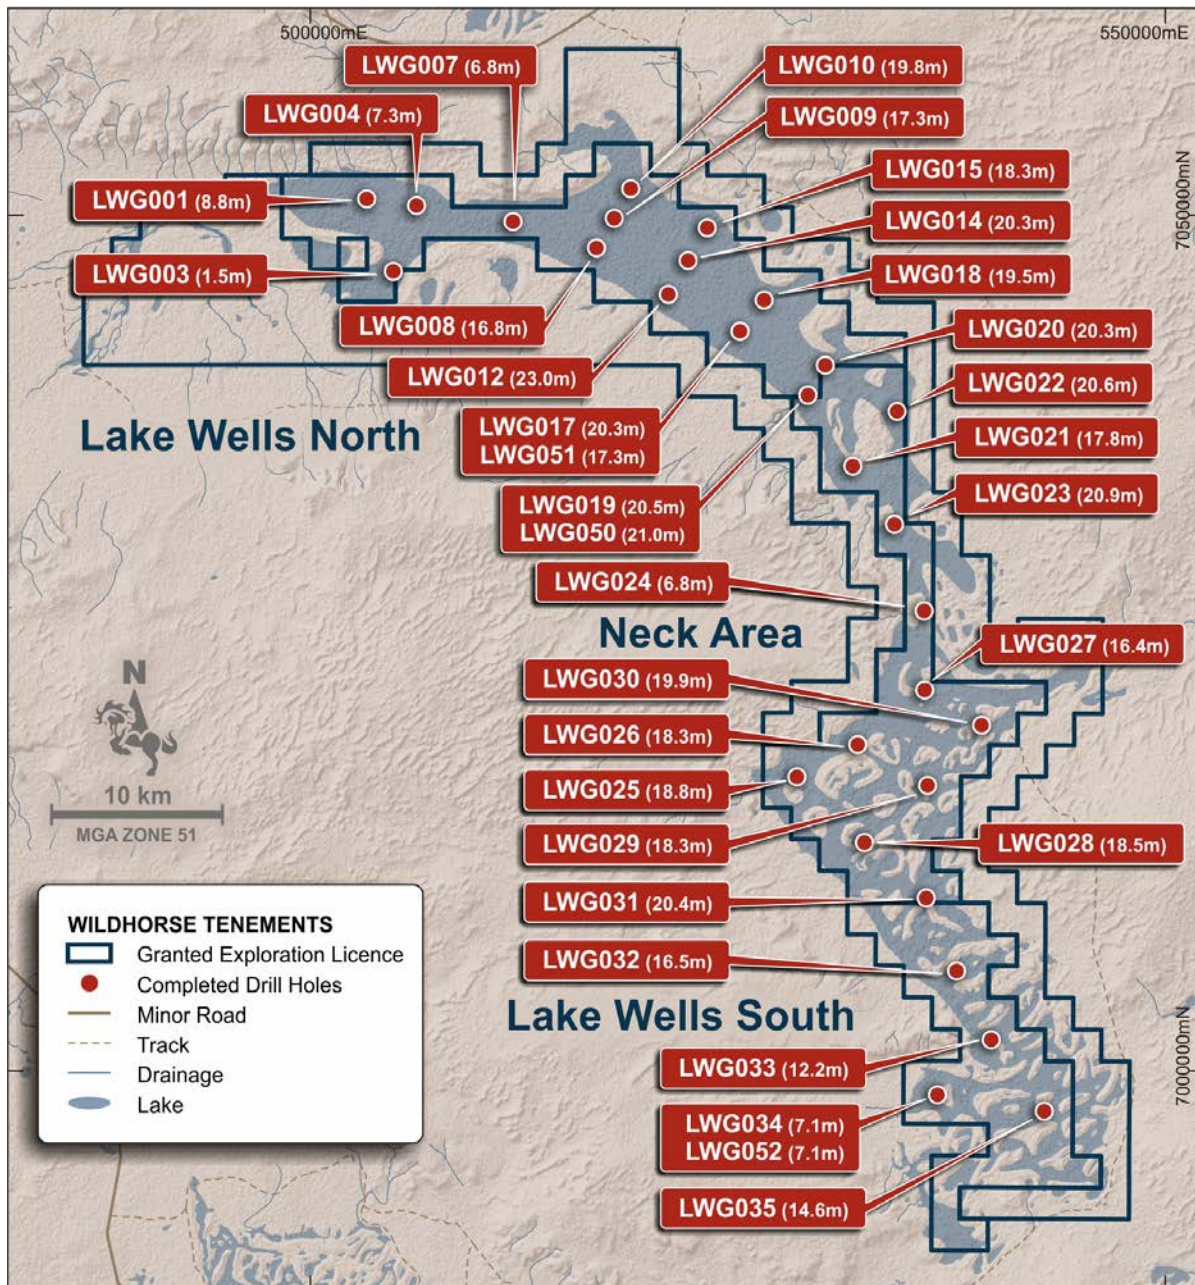 500000mE
550000mE
LWG007 (6.8m)
LWG010 (19.8m)
LWG004 (7.3m)
LWG009 (17.3m)
LWG015 (18.3m)
LWG001 (8.8m)
LWG014 (20.3m)
7050000mN
LWG003 (1.5m)
LWG018 (19.5m)
LWG008 (16.8m)
LWG020 (20.3m)
LWG012 (23.0m)
LWG022 (20.6m)
Lake Wells North
LWG017 (20.3m)
LWG051 (17.3m)
LWG021 (17.8m)
LWG019 (20.5m)
LWG050 (21.0m)
LWG023 (20.9m)
LWG024 (6.8m)
Neck Area
LWG027 (16.4m)
LWG030 (19.9m)
N
LWG026 (18.3m)
LWG025 (18.8m)
10 km
MGA ZONE 51
LWG029 (18.3m)
LWG028 (18.5m)
LWG031 (20.4m)
WILDHORSE TENEMENTS
Granted Exploration Licence
Completed Drill Holes
Minor Road
Track
Drainage
Lake
LWG032 (16.5m)
Lake Wells South
LWG033 (12.2m)
7000000mN
LWG034 (7.1m)
LWG052 (7.1m)
LWG035 (14.6m)